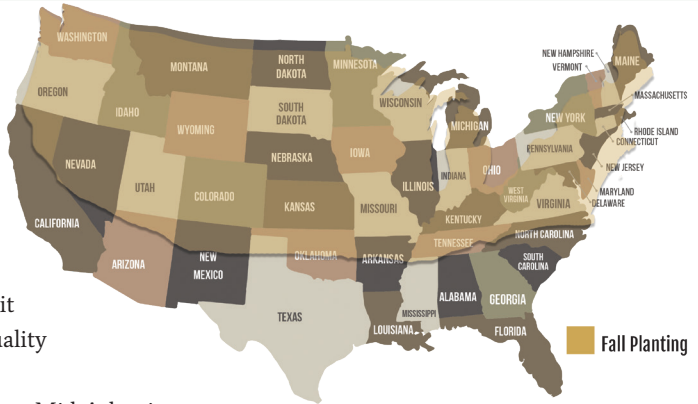 WASHINGTON
OREGON
IDAHO
MONTANA
NORTH
DAKOTA
MINNESOTA
WYOMING
SOUTH
DAKOTA
WISCONSIN
MICHIGAN
NEW HAMPSHIRE
VERMONT
MAINE
MASSACHUSETTS
NEW YORK
RHODE ISLAND
CONNECTICUT
PENNSYLVANIA
NEW JERSEY
MARYLAND
DELAWARE
NEVADA
UTAH
COLORADO
NEBRASKA
KANSAS
IOWA
MISSOURI
ILLINOIS
INDIANA
OHIO
WEST
VIRGINIA
VIRGINIA
KENTUCKY
CALIFORNIA
ARIZONA
NEW
MEXICO
OKLAHOMA
ARKANSAS
TENNESSEE
NORTH CAROLINA
SOUTH
CAROLINA
TEXAS
LOUISIANA
MISSISSIPPI
ALABAMA
GEORGIA
FLORIDA
Fall Planting
it